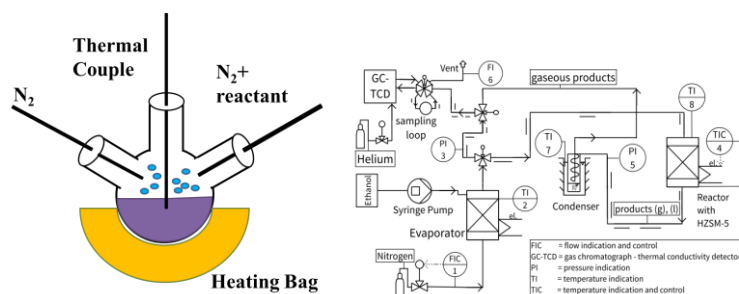 Thermal
Couple
N₂
N₂+
reactant
Heating Bag
GC-
TCD
Vent
FI
6
gaseous products
sampling
loop
Helium
PI
3
TI
7
PI
5
TI
8
TIC
4
el.
Reactor
with
HZSM-5
Condenser
products (g), (l)
Ethanol
Syringe Pump
TI
2
el.
Evaporator
Nitrogen
FIC
1
FIC = flow indication and control
GC-TCD = gas chromatograph - thermal conductivity detector
PI = pressure indication
TI = temperature indication
TIC = temperature indication and control